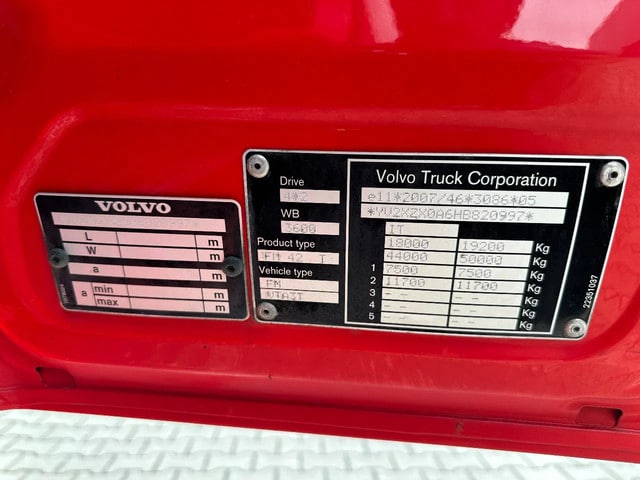 VOLVO
L m
W m
a m
a min m
max m
Drive
4*2
WB
3600
Product type
FM 42 T
Vehicle type
FM
VTA3T
Volvo Truck Corporation
e11*2007/46*3086*05
*YV2XZX0A6HB820997*
IT
18000 19200 Kg
44000 50000 Kg
1 7500 7500 Kg
2 11700 11700 Kg
3 -- -- Kg
4 -- -- Kg
5 -- -- Kg
22351037